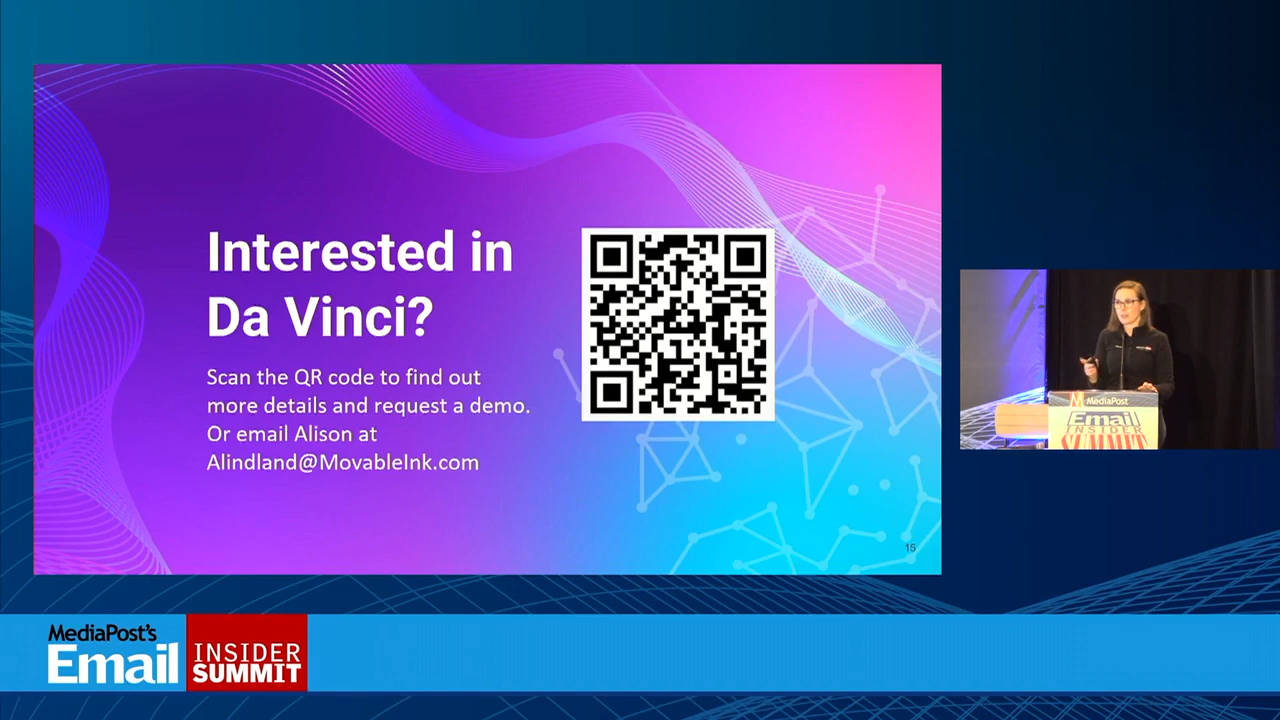 Interested in
Da Vinci?
Scan the QR code to find out
more details and request a demo.
Or email Alison at
Alindland@MovableInk.com
15
MediaPost
Email
INSIDER
SUMMIT
MediaPost's
Email
INSIDER
SUMMIT